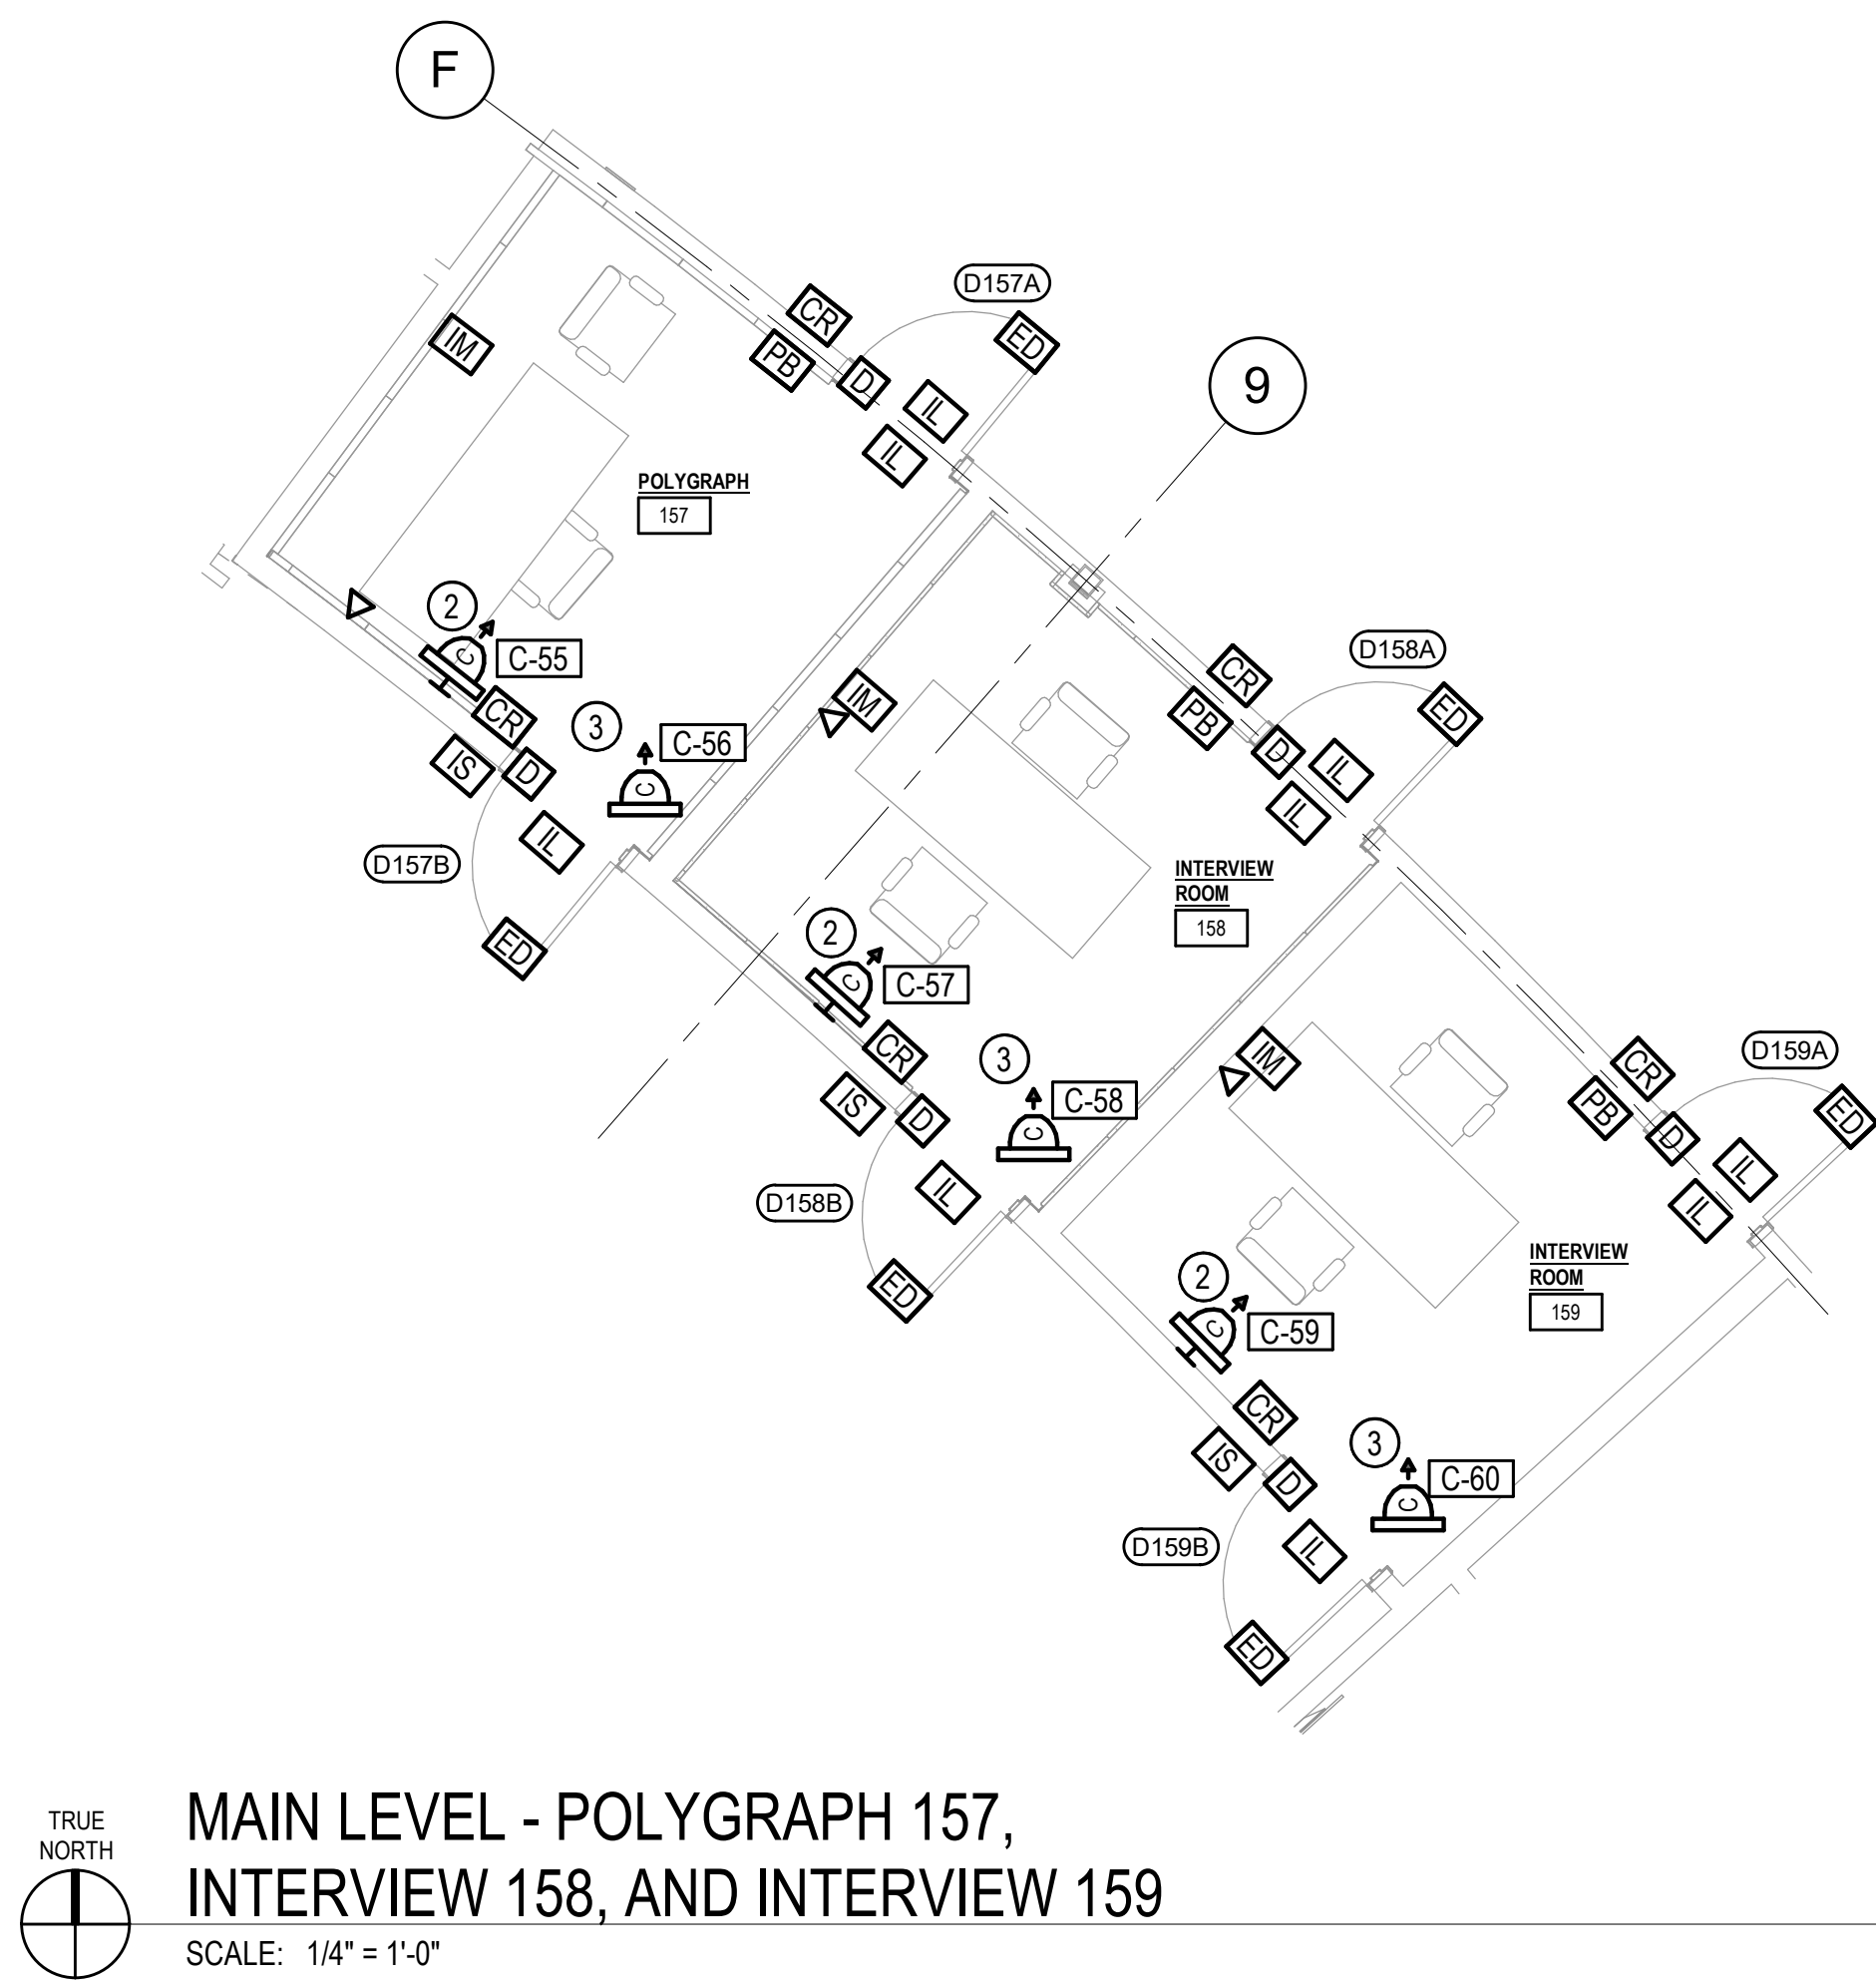 F
D157A
CR
ED
IM
PB
D
9
IL
IL
POLYGRAPH
157
2
C
C-55
CR
3
C-56
C
IS
D
IL
D157B
ED
IM
D158A
CR
ED
PB
D
IL
IL
INTERVIEW
ROOM
158
2
C
C-57
CR
3
C-58
C
IS
D
IL
D158B
ED
IM
D159A
CR
ED
PB
D
IL
IL
INTERVIEW
ROOM
159
2
C
C-59
CR
3
C-60
C
IS
D
IL
D159B
ED
TRUE
NORTH
MAIN LEVEL - POLYGRAPH 157,
INTERVIEW 158, AND INTERVIEW 159
SCALE: 1/4" = 1'-0"